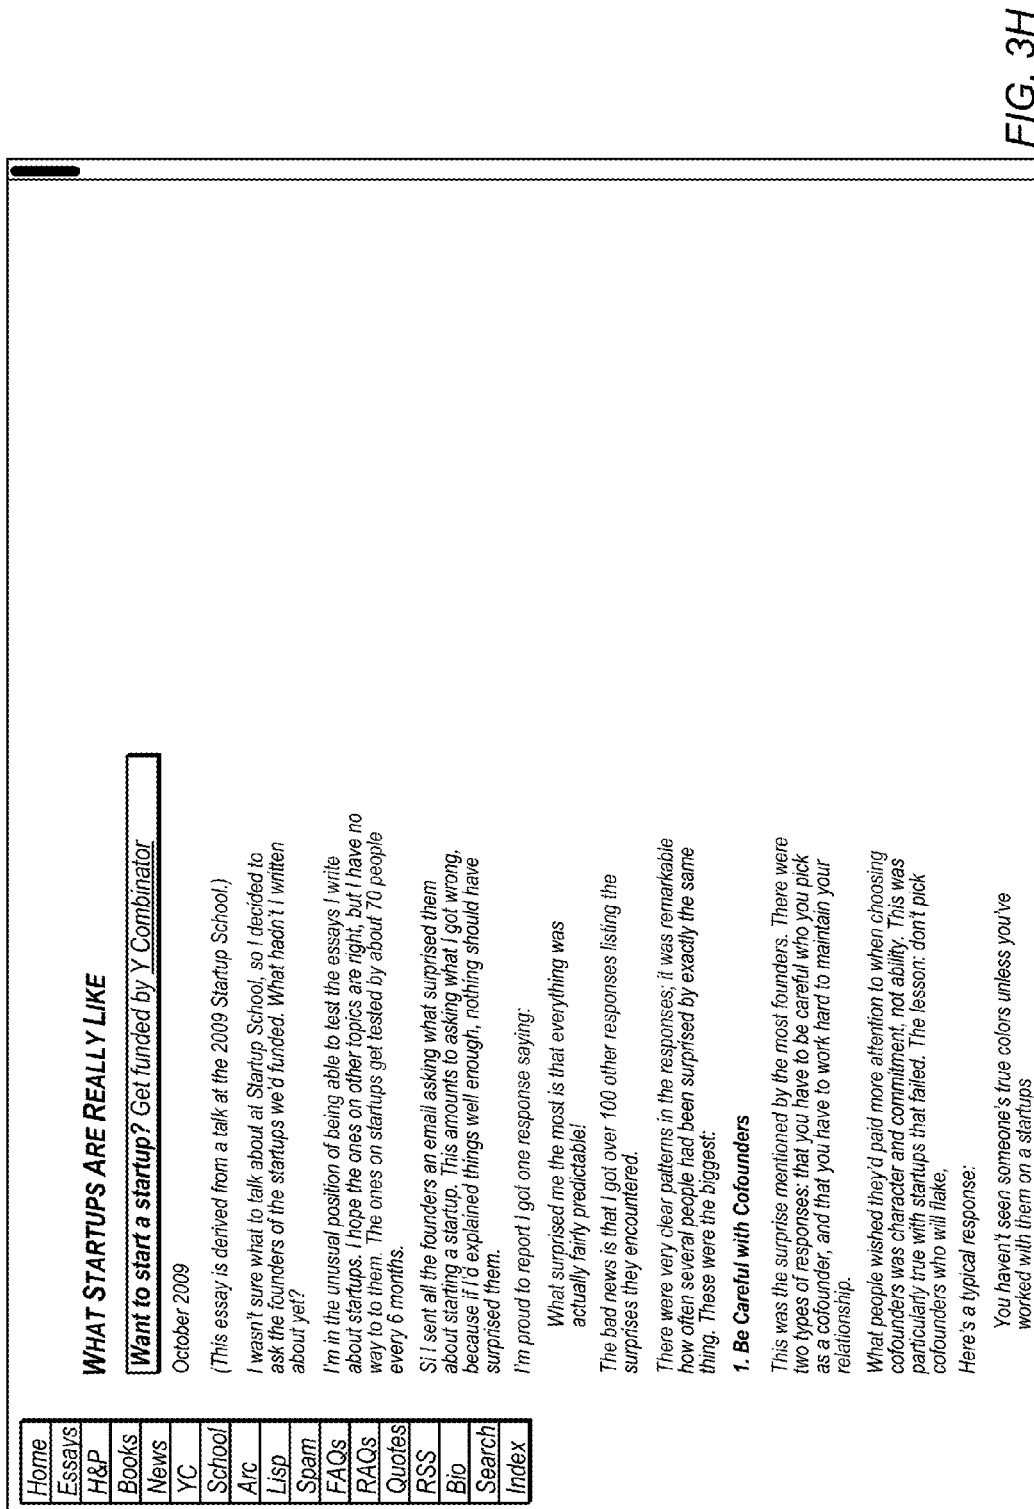 Home
Essays
H&P
Books
News
YC
School
Arc
Lisp
Spam
FAQs
RAQs
Quotes
RSS
Bio
Search
Index
WHAT STARTUPS ARE REALLY LIKE
Want to start a startup? Get funded by Y Combinator
October 2009
(This essay is derived from a talk at the 2009 Startup School.)
I wasn't sure what to talk about at Startup School, so I decided to
ask the founders of the startups we'd funded. What hadn't I written
about yet?
I'm in the unusual position of being able to test the essays I write
about startups. I hope the ones on other topics are right, but I have no
way to to them. The ones on startups get tested by about 70 people
every 6 months.
Si I sent all the founders an email asking what surprised them
about starting a startup. This amounts to asking what I got wrong,
because if I'd explained things well enough, nothing should have
surprised them.
I'm proud to report I got one response saying:
What surprised me the most is that everything was
actually fairly predictable!
The bad news is that I got over 100 other responses listing the
surprises they encountered.
There were very clear patterns in the responses; it was remarkable
how often several people had been surprised by exactly the same
thing. These were the biggest:
1. Be Careful with Cofounders
This was the surprise mentioned by the most founders. There were
two types of responses: that you have to be careful who you pick
as a cofounder, and that you have to work hard to maintain your
relationship.
What people wished they'd paid more attention to when choosing
cofounders was character and commitment, not ability. This was
particularly true with startups that failed. The lesson: don't pick
cofounders who will flake,
Here's a typical response:
You haven't seen someone's true colors unless you've
worked with them on a startups
FIG. 3H